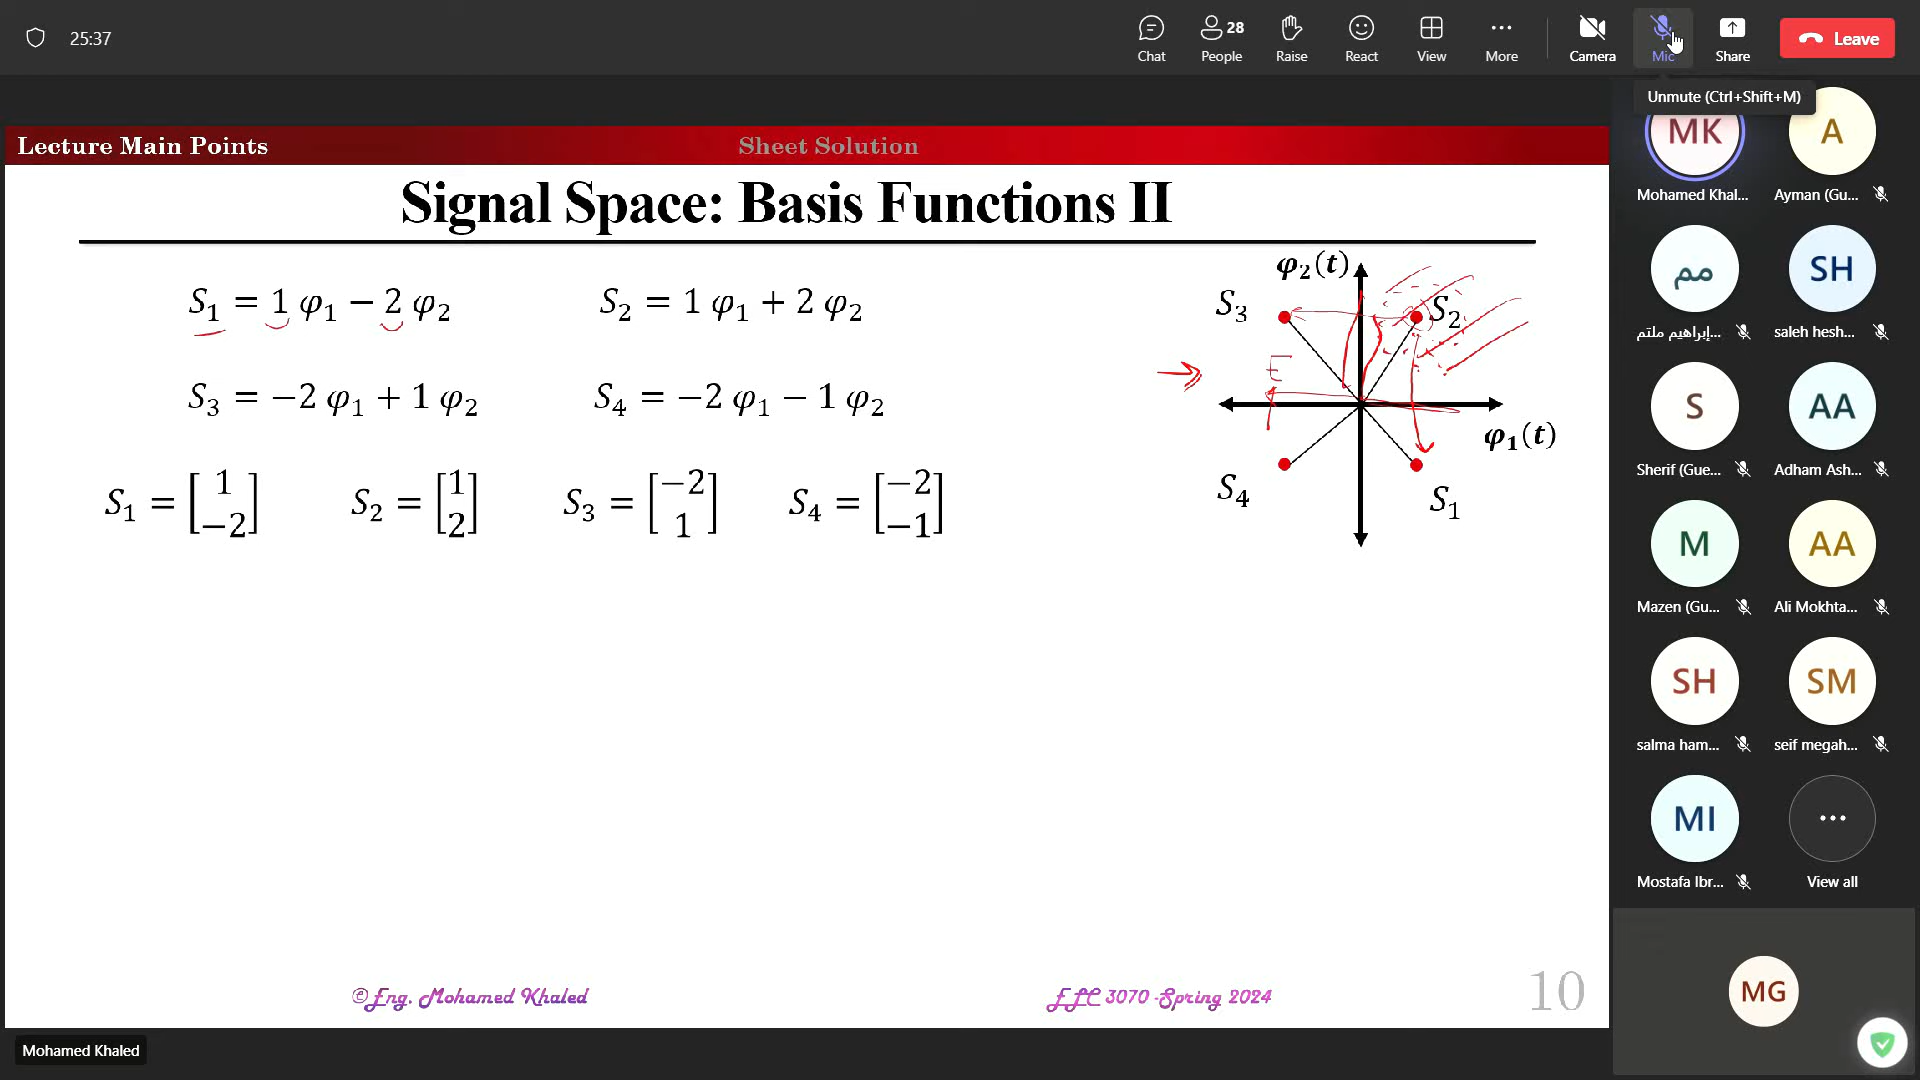 25:37
Chat
28
People
Raise
React
View
More
Camera
Mic
Share
Leave
Unmute (Ctrl+Shift+M)
Lecture Main Points
Sheet Solution
Signal Space: Basis Functions II
S₁ = 1 φ₁ − 2 φ₂
S₂ = 1 φ₁ + 2 φ₂
S₃ = −2 φ₁ + 1 φ₂
S₄ = −2 φ₁ − 1 φ₂
S₁ = [1 −2]
S₂ = [1 2]
S₃ = [−2 1]
S₄ = [−2 −1]
φ₂(t)
S₃
S₂
E
φ₁(t)
S₄
S₁
©Eng. Mohamed Khaled
EFC 3070 -Spring 2024
10
MK
Mohamed Khal...
A
Ayman (Gu...
مم
إبراهيم ملتم...
SH
saleh hesh...
S
Sherif (Gue...
AA
Adham Ash...
M
Mazen (Gu...
AA
Ali Mokhta...
SH
salma ham...
SM
seif megah...
MI
Mostafa Ibr...
View all
MG
Mohamed Khaled